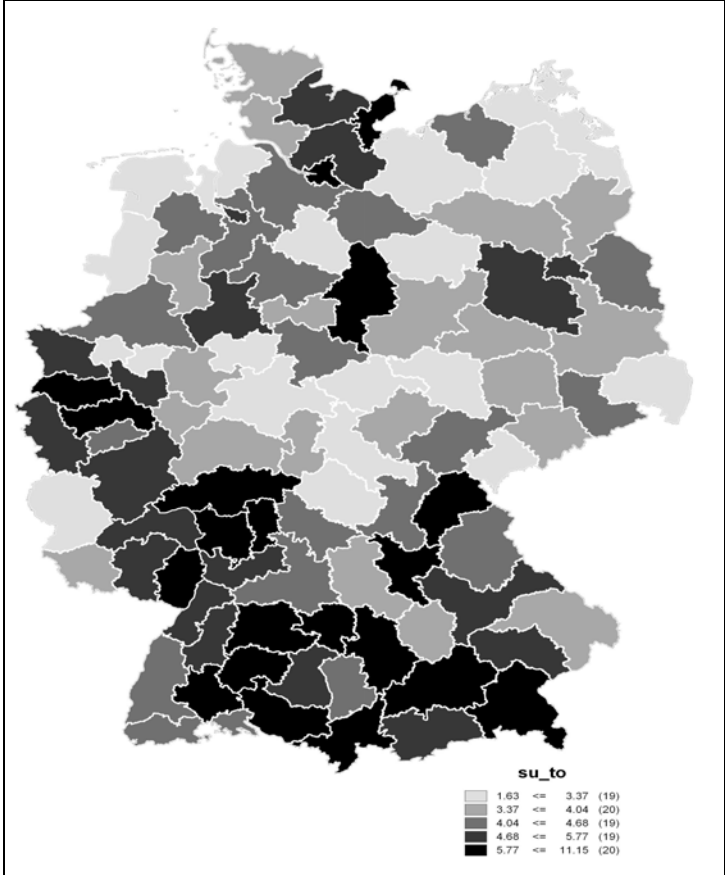 su_to
1.63 <= 3.37 (19)
3.37 <= 4.04 (20)
4.04 <= 4.68 (19)
4.68 <= 5.77 (19)
5.77 <= 11.15 (20)